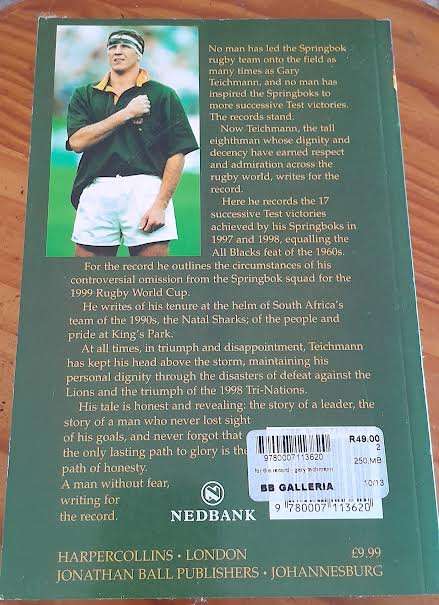 No man has led the Springbok
rugby team onto the field as
many times as Gary
Teichmann, and no man has
inspired the Springboks to
more successive Test victories.
The records stand.
Now Teichmann, the tall
eighthman whose dignity and
decency have earned respect
and admiration across the
rugby world, writes for the
record.
Here he records the 17
successive Test victories
achieved by his Springboks in
1997 and 1998, equalling the
All Blacks feat of the 1960s.
For the record he outlines the circumstances of his
controversial omission from the Springbok squad for the
1999 Rugby World Cup.
He writes of his tenure at the helm of South Africa's
team of the 1990s, the Natal Sharks; of the people and
pride at King's Park.
At all times, in triumph and disappointment, Teichmann
has kept his head above the storm, maintaining his
personal dignity through the disasters of defeat against the
Lions and the triumph of the 1998 Tri-Nations.
His tale is honest and revealing: the story of a leader, the
story of a man who never lost sight
of his goals, and never forgot that
the only lasting path to glory is the
path of honesty.
A man without fear,
writing for
the record.
NEDBANK
R49.00
2
9780007113620
250.MB
for the record - gary teichmann
BB GALLERIA
10/13
9 780007 113620
HARPERCOLLINS • LONDON
£9.99
JONATHAN BALL PUBLISHERS • JOHANNESBURG